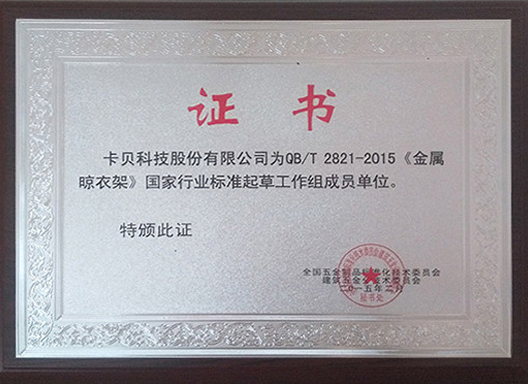 证书
卡贝科技股份有限公司为QB/T 2821-2015《金属
晾衣架》国家行业标准起草工作组成员单位。
特颁此证
全国五金制品标准化技术委员会
建筑五金分技术委员会
二〇一五年二月
秘书处